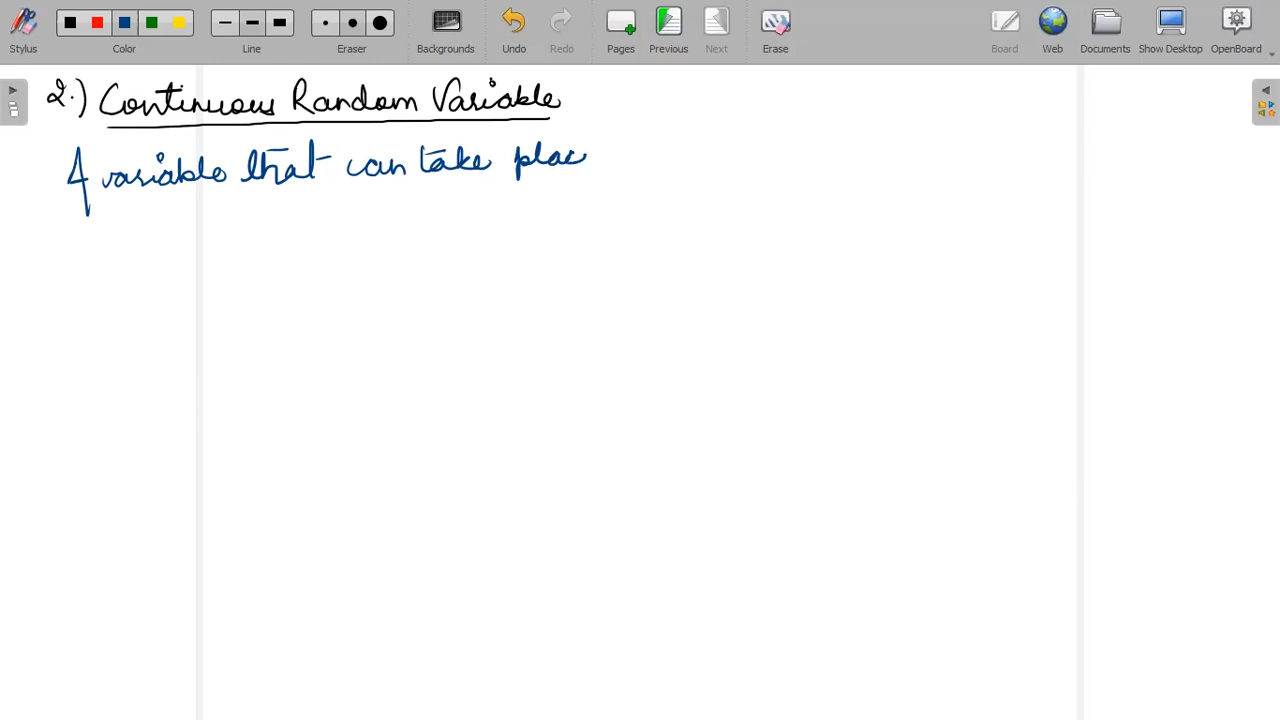 Stylus Color Line Eraser Backgrounds Undo Redo Pages Previous Next Erase Board Web Documents Show Desktop OpenBoard
2.) Continuous Random Variable
A variable that can take plac